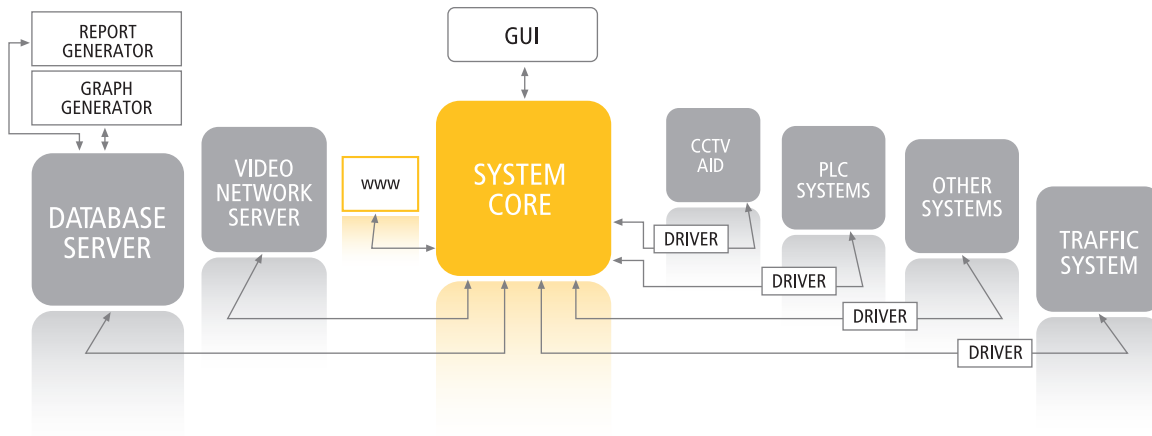 REPORT
GENERATOR
GRAPH
GENERATOR
DATABASE
SERVER
VIDEO
NETWORK
SERVER
www
GUI
SYSTEM
CORE
CCTV
AID
PLC
SYSTEMS
OTHER
SYSTEMS
TRAFFIC
SYSTEM
DRIVER
DRIVER
DRIVER
DRIVER